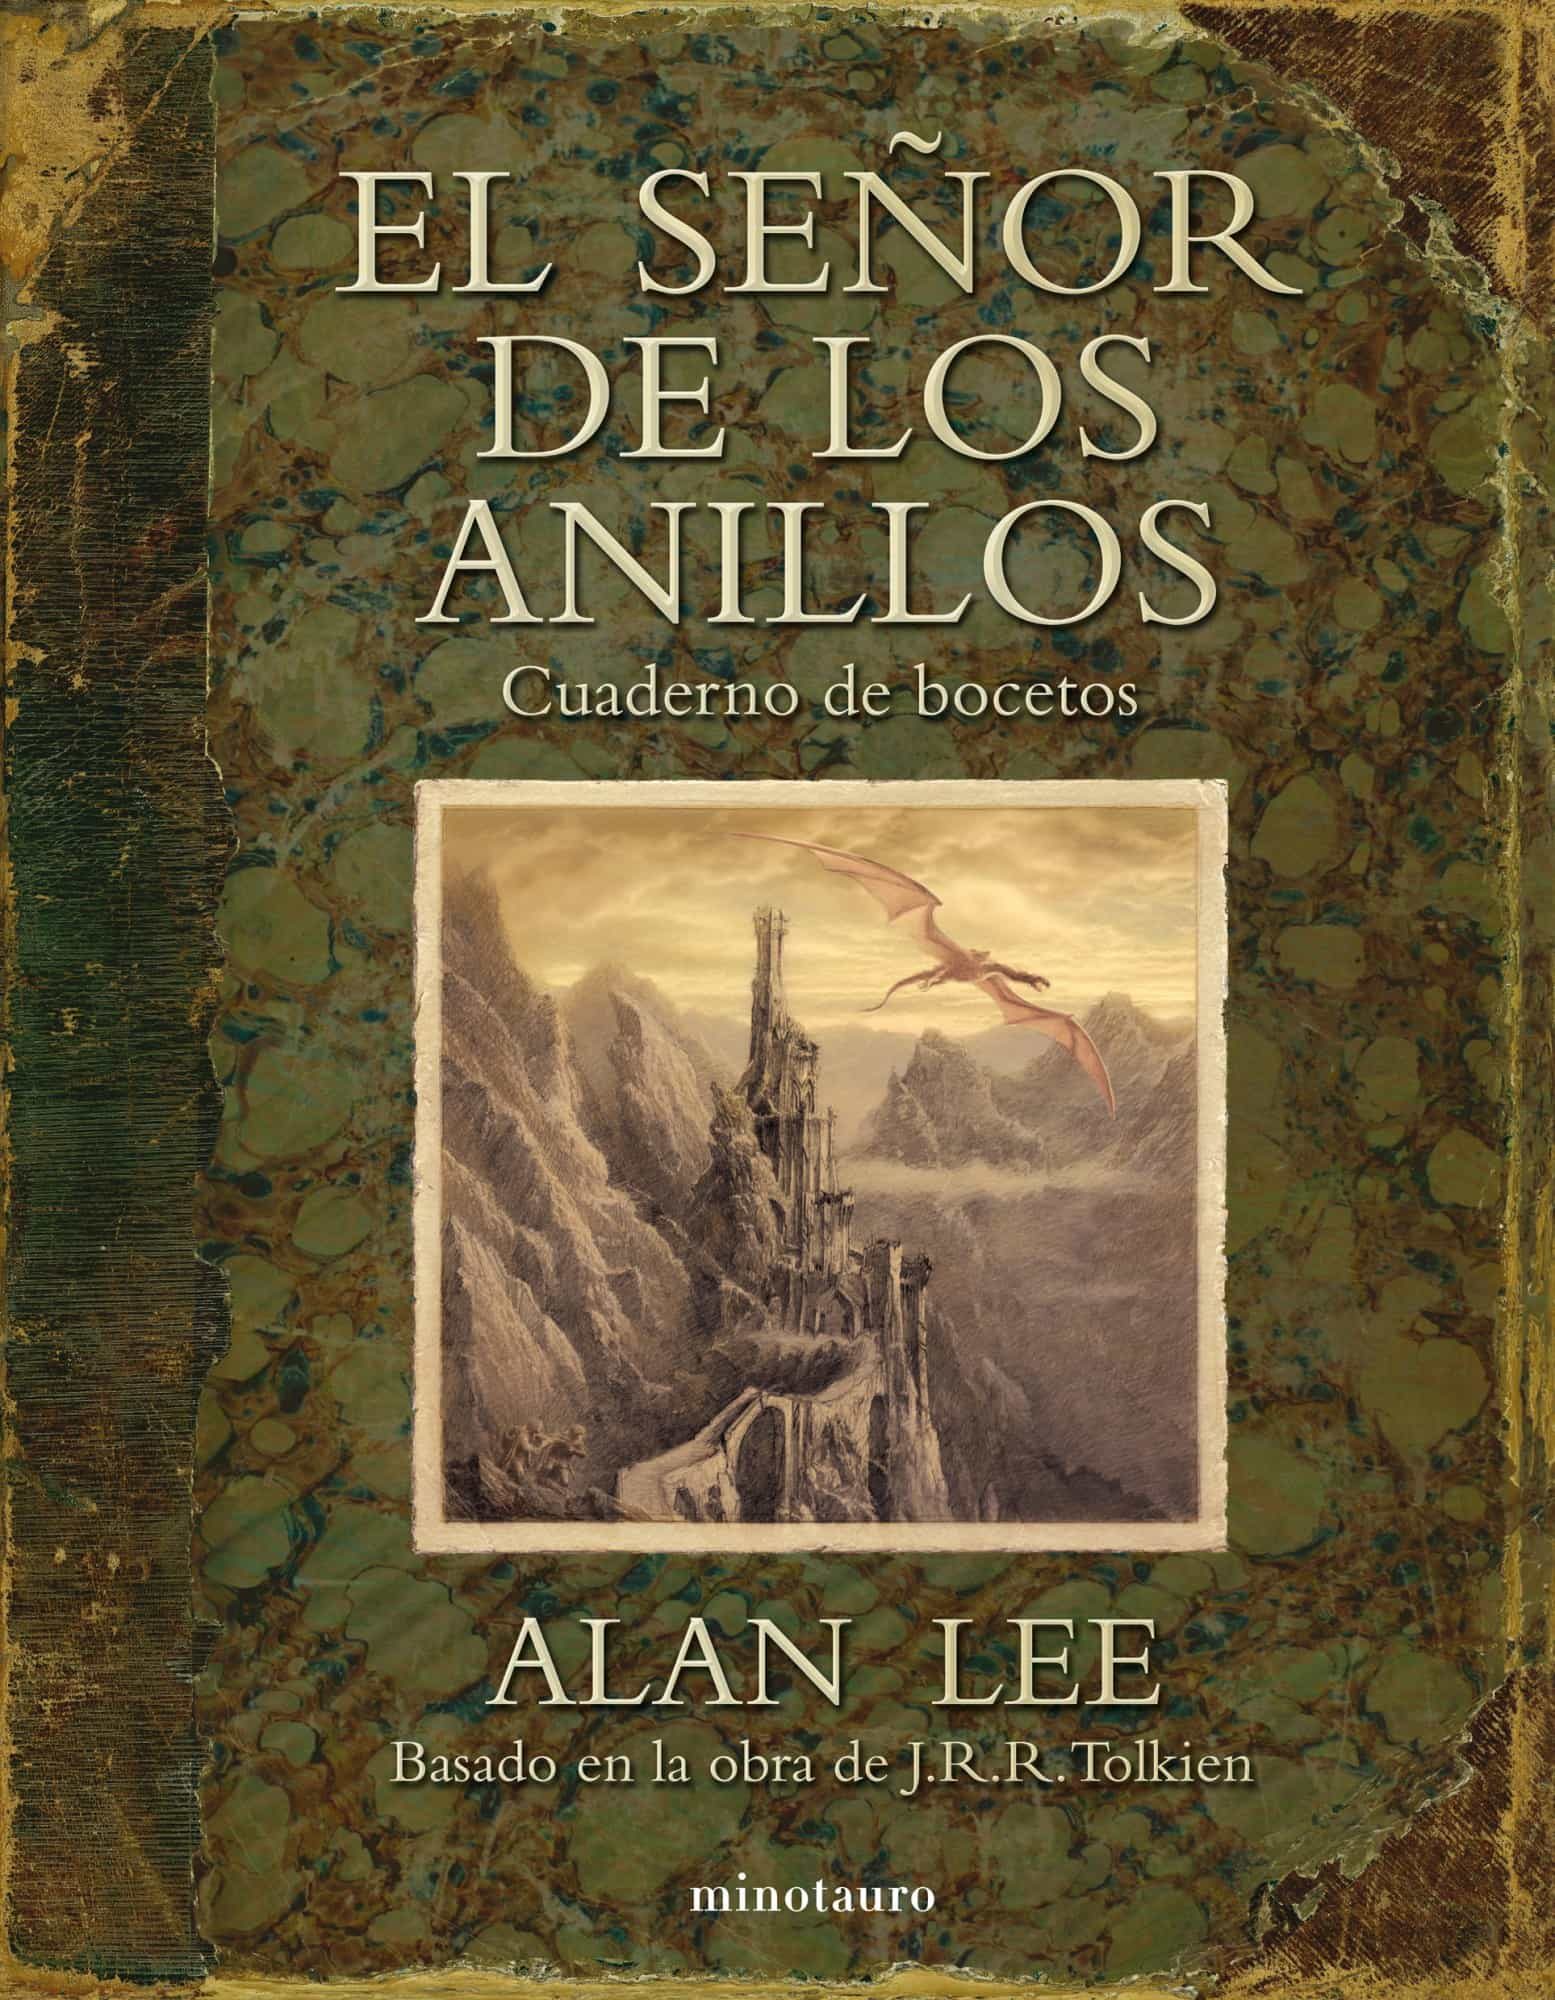 EL SEÑOR
DE LOS
ANILLOS
Cuaderno de bocetos
ALAN LEE
Basado en la obra de J.R.R. Tolkien
minotauro